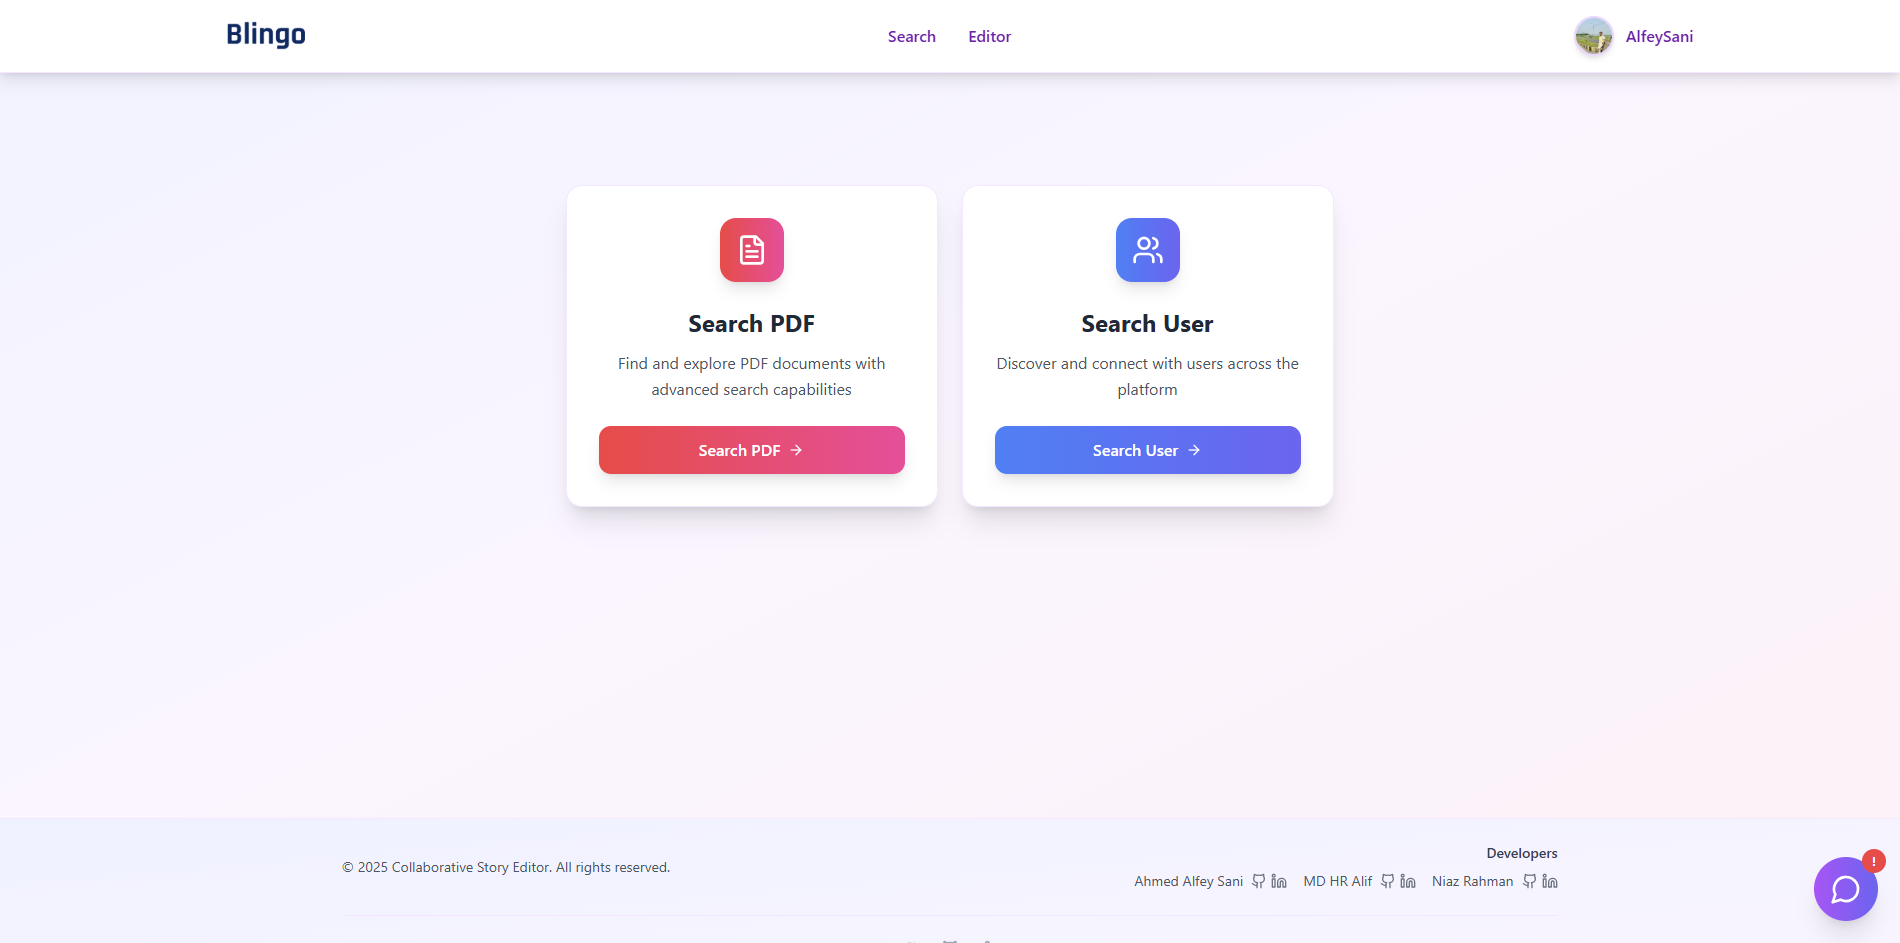 Blingo
Search
Editor
AlfeySani
Search PDF
Find and explore PDF documents with
advanced search capabilities
Search PDF
Search User
Discover and connect with users across the
platform
Search User
© 2025 Collaborative Story Editor. All rights reserved.
Developers
Ahmed Alfey Sani
MD HR Alif
Niaz Rahman
!